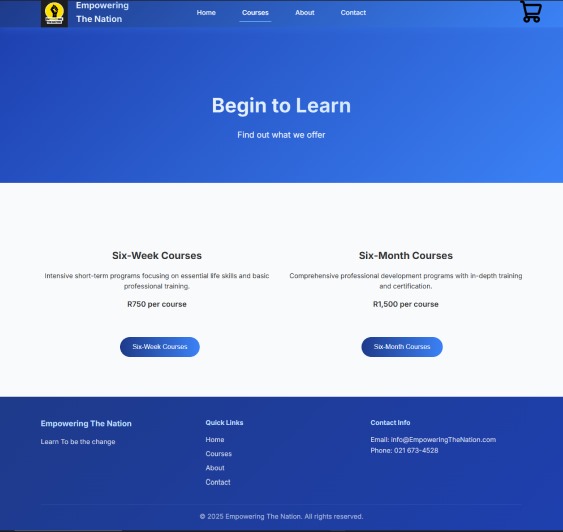 Empowering
The Nation
Home
Courses
About
Contact
Begin to Learn
Find out what we offer
Six-Week Courses
Intensive short-term programs focusing on essential life skills and basic
professional training.
R750 per course
Six-Week Courses
Six-Month Courses
Comprehensive professional development programs with in-depth training
and certification.
R1,500 per course
Six-Month Courses
Empowering The Nation
Learn To be the change
Quick Links
Home
Courses
About
Contact
Contact Info
Email: info@EmpoweringTheNation.com
Phone: 021 673-4528
© 2025 Empowering The Nation. All rights reserved.